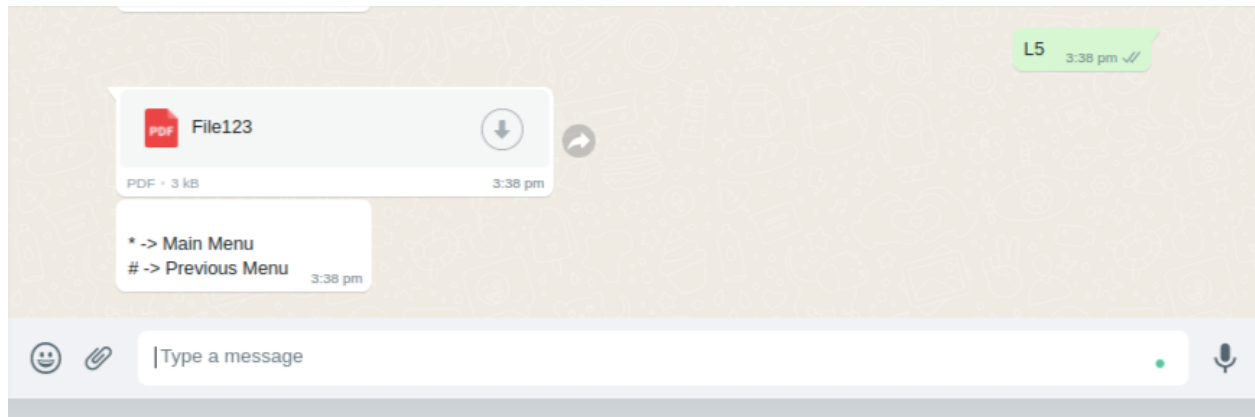 L5 3:38 pm
PDF File123
PDF • 3 kB 3:38 pm
* -> Main Menu
# -> Previous Menu 3:38 pm
Type a message